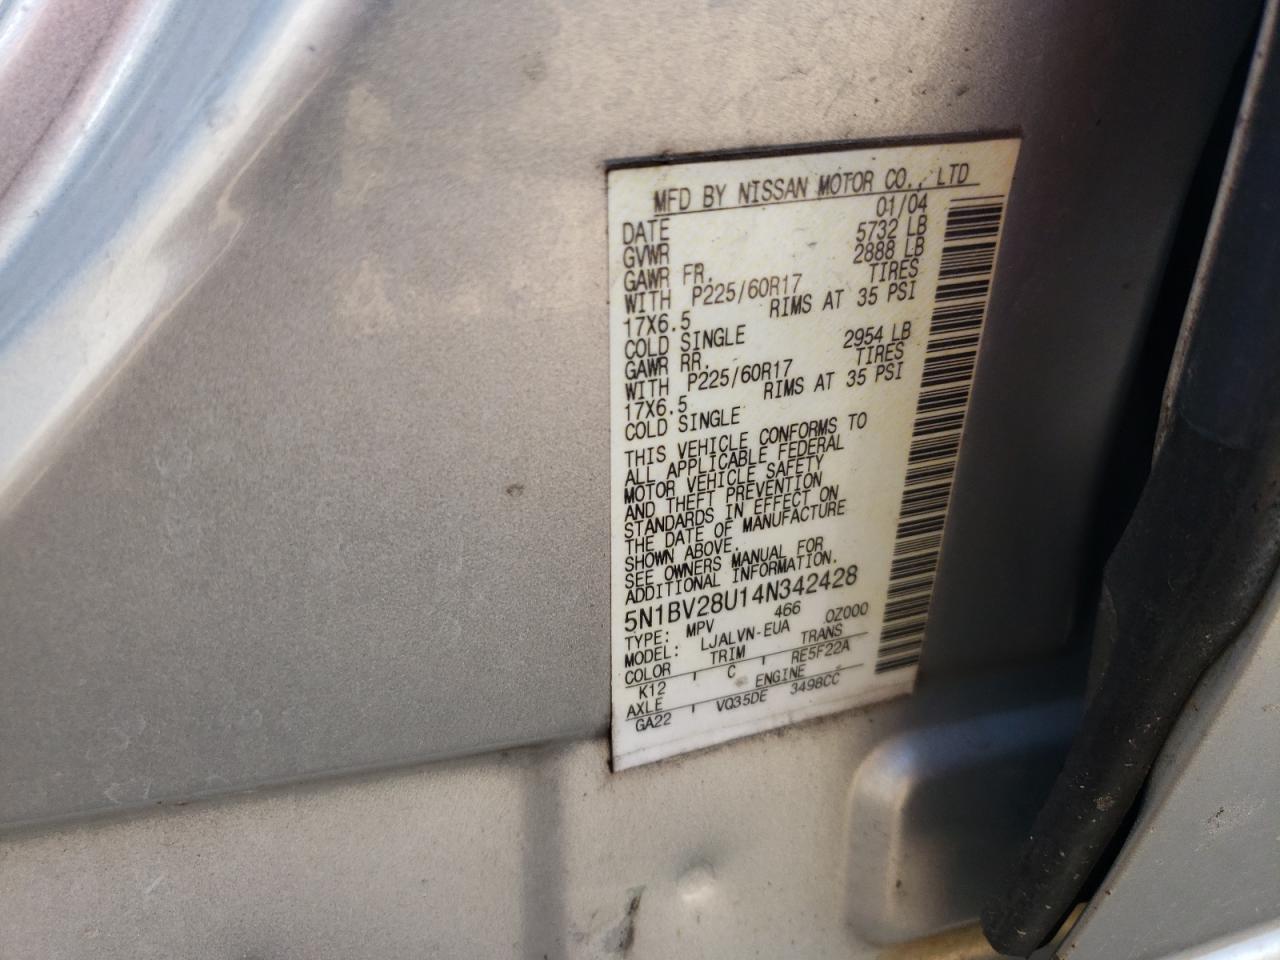 MFD BY NISSAN MOTOR CO., LTD
DATE 01/04
GVWR 5732 LB
GAWR FR. 2888 LB
WITH P225/60R17 TIRES
17X6.5 RIMS AT 35 PSI
COLD SINGLE
GAWR RR. 2954 LB
WITH P225/60R17 TIRES
17X6.5 RIMS AT 35 PSI
COLD SINGLE
THIS VEHICLE CONFORMS TO
ALL APPLICABLE FEDERAL
MOTOR VEHICLE SAFETY
AND THEFT PREVENTION
STANDARDS IN EFFECT ON
THE DATE OF MANUFACTURE
SHOWN ABOVE.
SEE OWNERS MANUAL FOR
ADDITIONAL INFORMATION.
5N1BV28U14N342428
TYPE: MPV 466
MODEL: LJALVN-EUA OZ000
COLOR TRIM TRANS
K12 C RE5F22A
AXLE ENGINE
GA22 VQ35DE 3498CC